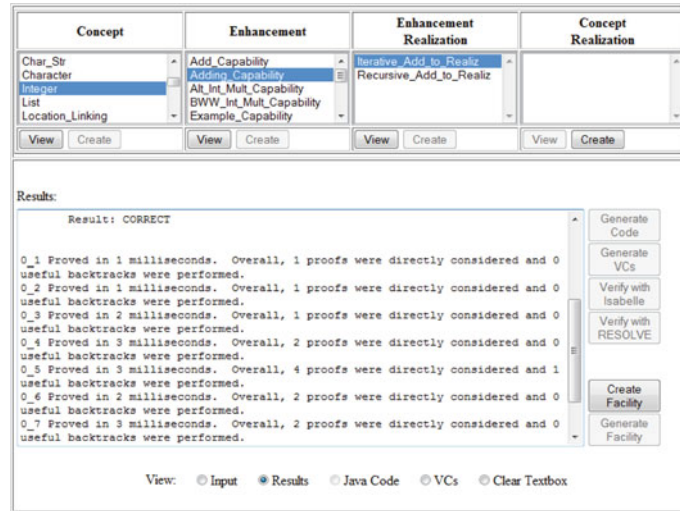 Concept
Enhancement
Enhancement
Realization
Concept
Realization
Char_Str
Character
Integer
List
Location_Linking
Add_Capability
Adding_Capability
Alt_Int_Mult_Capability
BWW_Int_Mult_Capability
Example_Capability
Iterative_Add_to_Realiz
Recursive_Add_to_Realiz
View Create
View Create
View Create
View Create
Results:
Result: CORRECT
0_1 Proved in 1 milliseconds. Overall, 1 proofs were directly considered and 0
useful backtracks were performed.
0_2 Proved in 1 milliseconds. Overall, 1 proofs were directly considered and 0
useful backtracks were performed.
0_3 Proved in 2 milliseconds. Overall, 1 proofs were directly considered and 0
useful backtracks were performed.
0_4 Proved in 3 milliseconds. Overall, 2 proofs were directly considered and 0
useful backtracks were performed.
0_5 Proved in 3 milliseconds. Overall, 4 proofs were directly considered and 1
useful backtracks were performed.
0_6 Proved in 2 milliseconds. Overall, 2 proofs were directly considered and 0
useful backtracks were performed.
0_7 Proved in 3 milliseconds. Overall, 2 proofs were directly considered and 0
useful backtracks were performed.
Generate
Code
Generate
VCs
Verify with
Isabelle
Verify with
RESOLVE
Create
Facility
Generate
Facility
View: Input Results Java Code VCs Clear Textbox